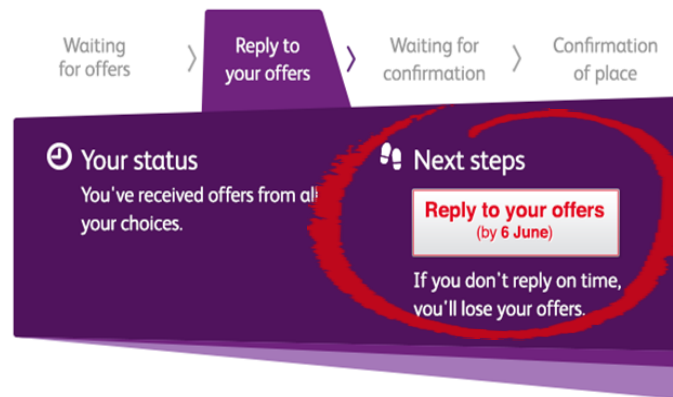 Waiting
for offers
Reply to
your offers
Waiting for
confirmation
Confirmation
of place
Your status
You've received offers from all
your choices.
Next steps
Reply to your offers
(by 6 June)
If you don't reply on time,
you'll lose your offers.